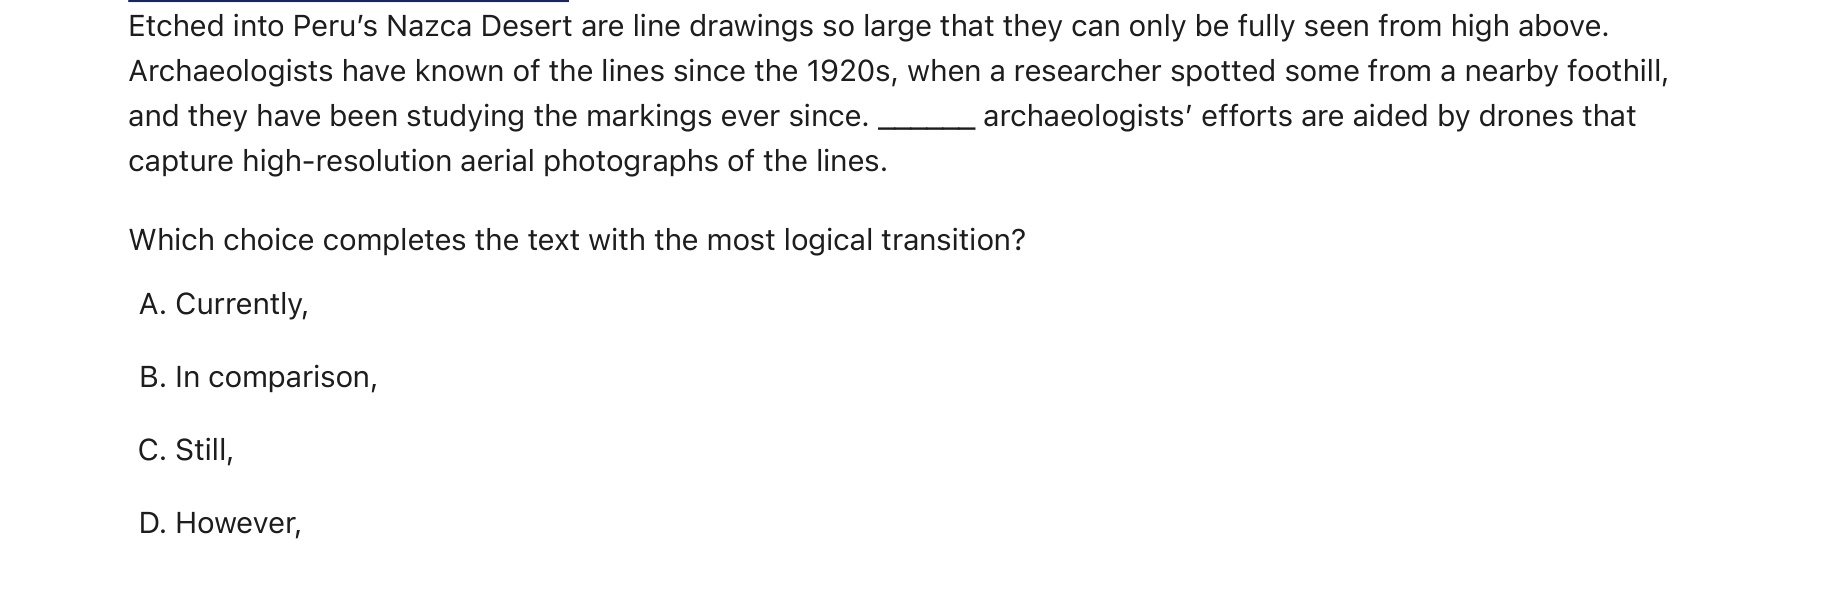 Etched into Peru’s Nazca Desert are line drawings so large that they can only be fully seen from high above.
Archaeologists have known of the lines since the 1920s, when a researcher spotted some from a nearby foothill,
and they have been studying the markings ever since. ______ archaeologists’ efforts are aided by drones that
capture high-resolution aerial photographs of the lines.
Which choice completes the text with the most logical transition?
A. Currently,
B. In comparison,
C. Still,
D. However,